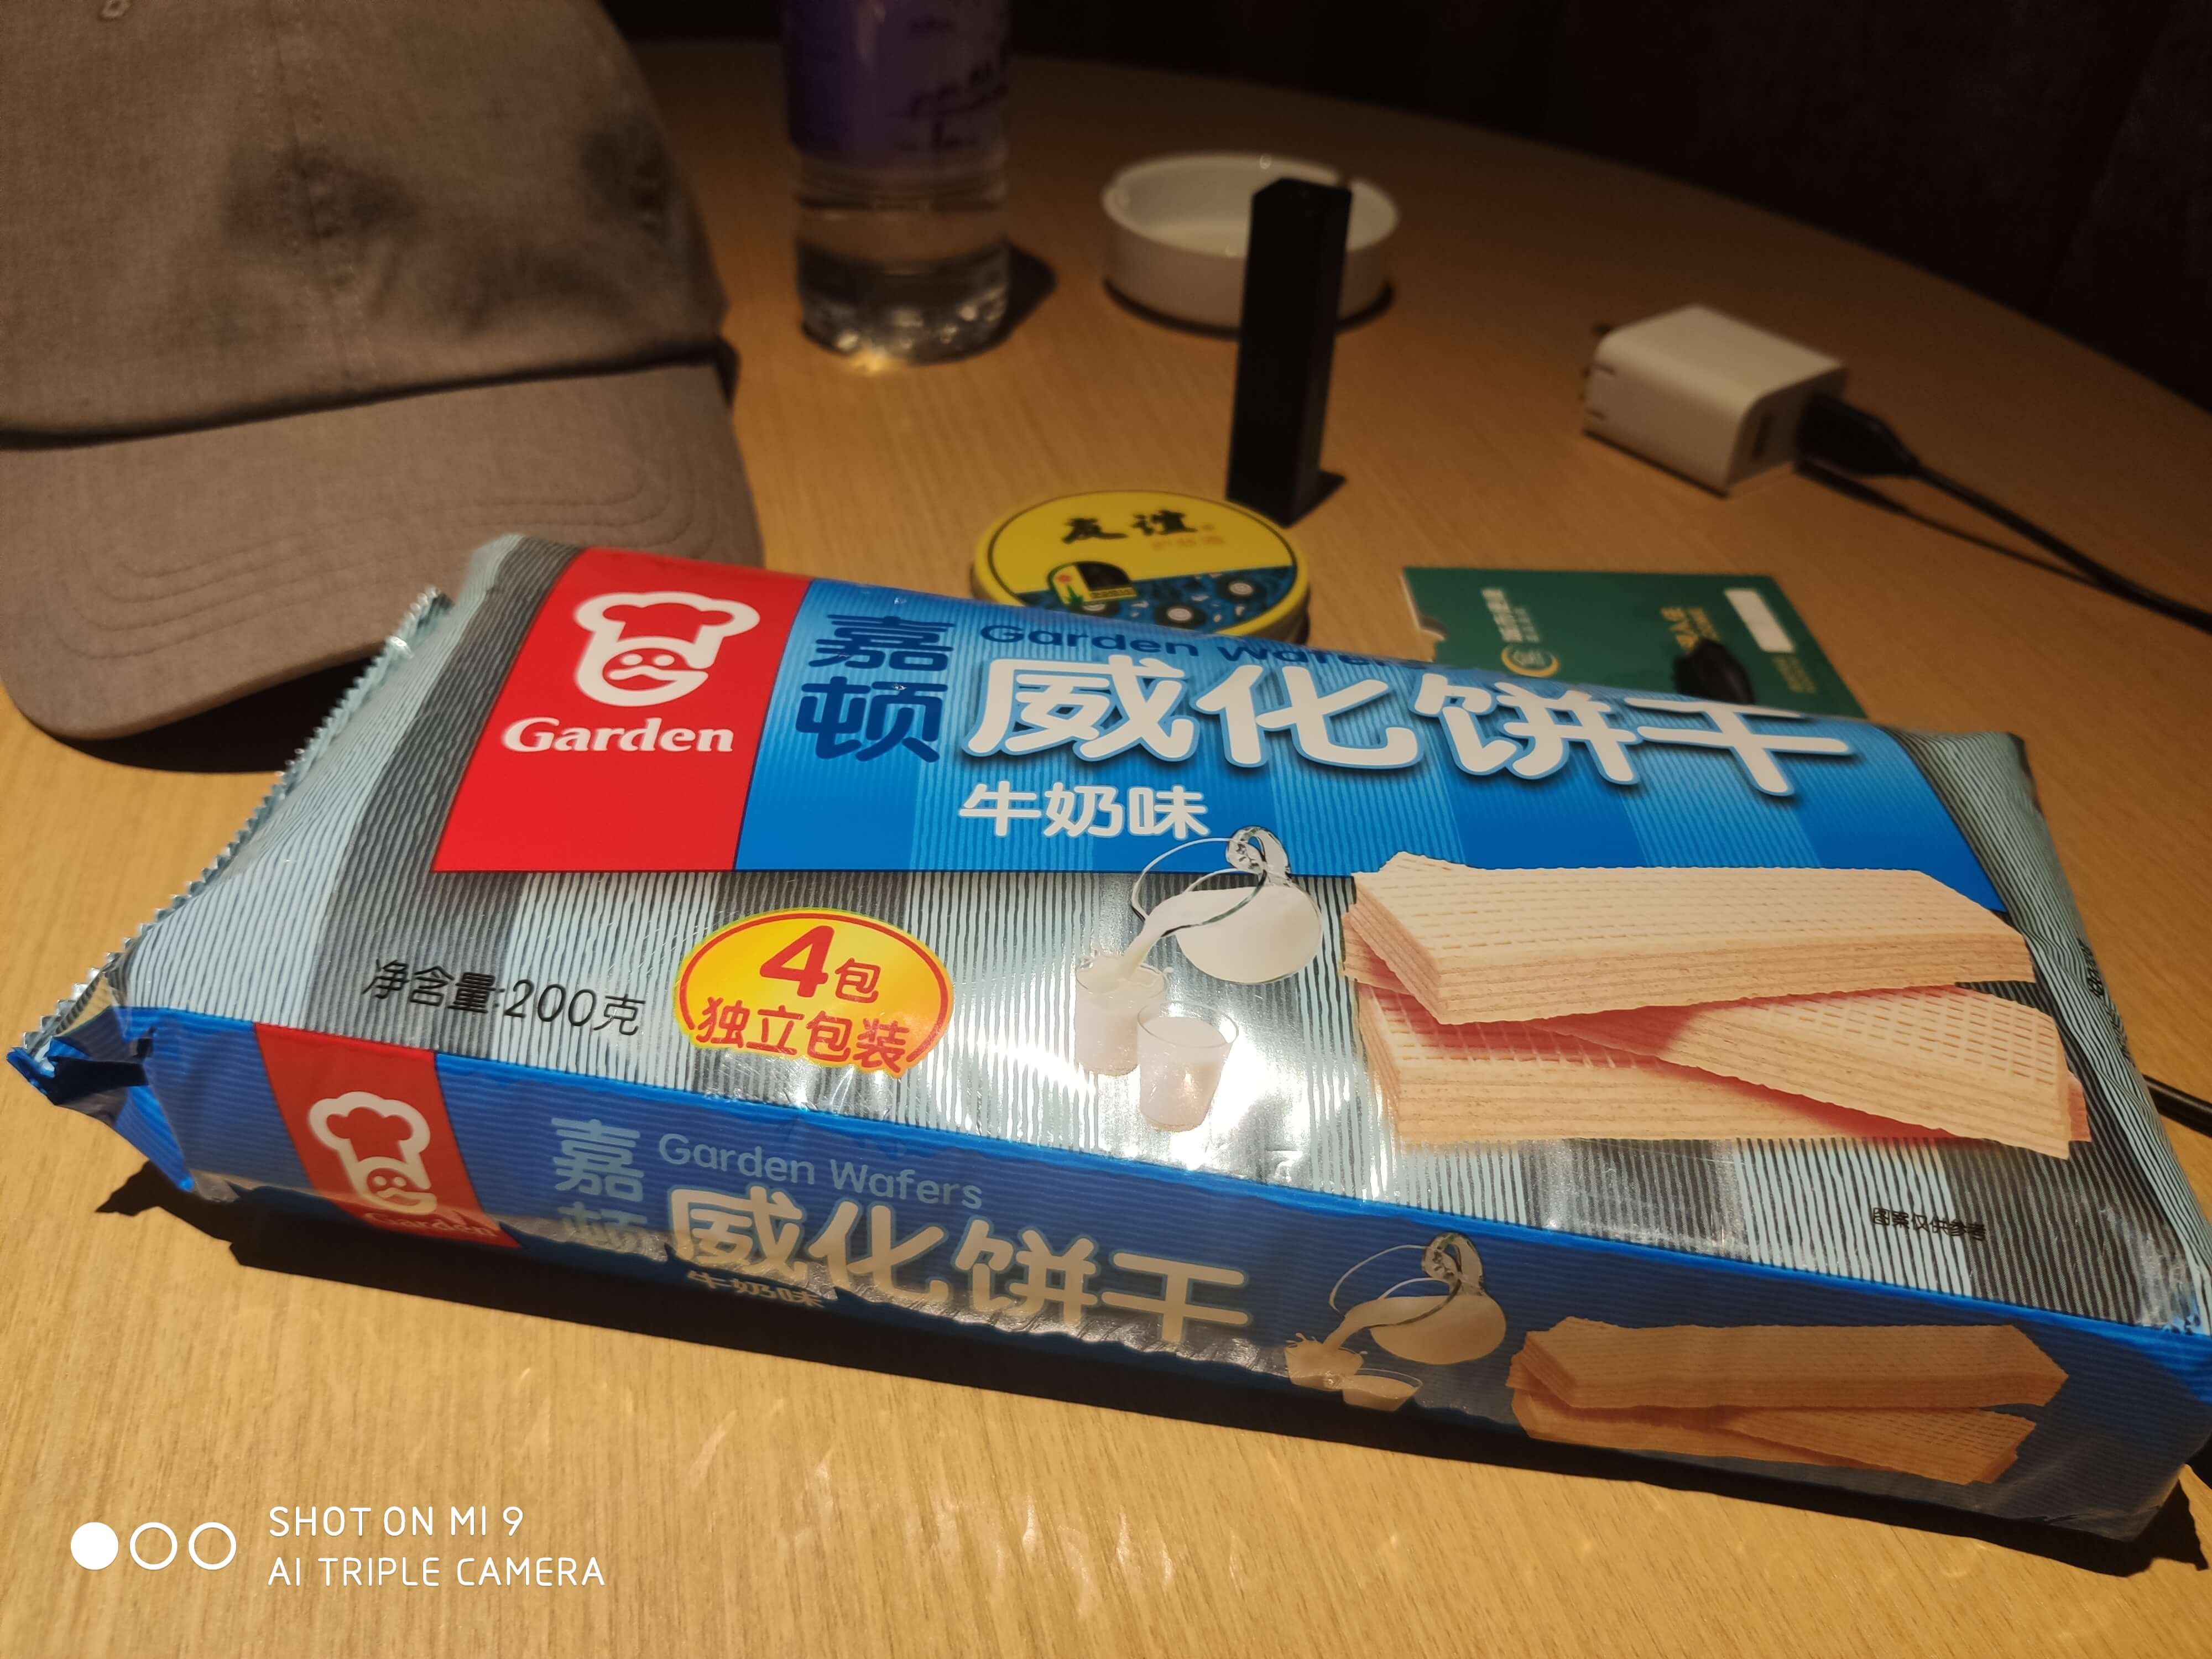 友谊
Garden
嘉顿
Garden Wafers
威化饼干
牛奶味
4包
独立包装
净含量:200克
图案仅供参考
Garden
嘉顿
Garden Wafers
威化饼干
牛奶味
SHOT ON MI 9
AI TRIPLE CAMERA